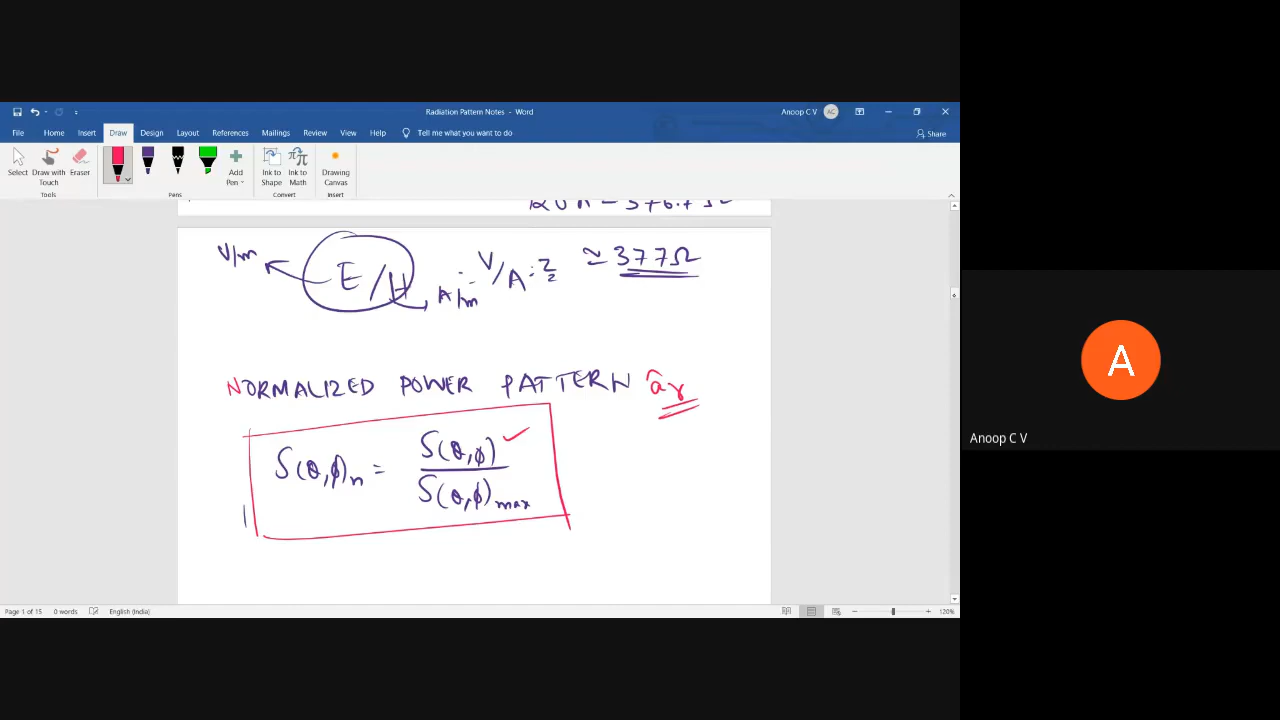 Radiation Pattern Notes - Word
Anoop C V AC
File Home Insert Draw Design Layout References Mailings Review View Help Tell me what you want to do Share
Select Draw with Touch Eraser Add Pen Ink to Shape Ink to Math Drawing Canvas
Tools Pens Convert Insert
V/m E/H A/m = V/A = Ω ≃ 377Ω
NORMALIZED POWER PATTERN âr
S(θ,φ)n = S(θ,φ) ✓
S(θ,φ)max
A
Anoop C V
Page 1 of 15 0 words English (India) 120%